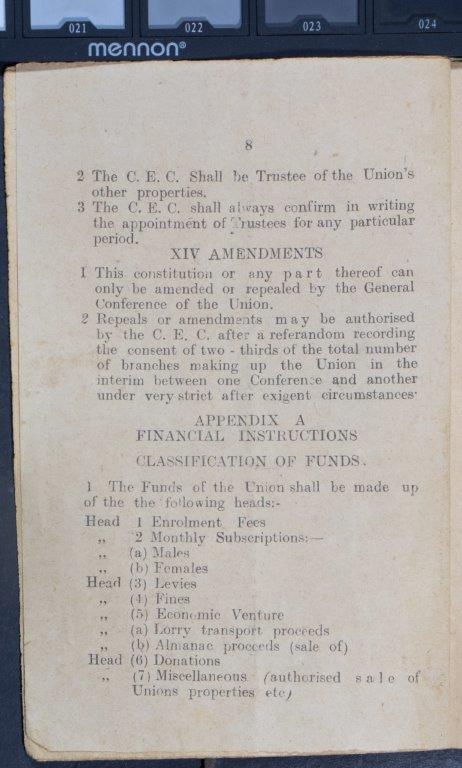 021 022 023 024
mennon®
8
2 The C. E. C. Shall be Trustee of the Union's
other properties.
3 The C. E. C. shall always confirm in writing
the appointment of Trustees for any particular
period.
XIV AMENDMENTS
1 This constitution or any part thereof can
only be amended or repealed by the General
Conference of the Union.
2 Repeals or amendments may be authorised
by the C. E. C. after a referandom recording
the consent of two - thirds of the total number
of branches making up the Union in the
interim between one Conference and another
under very strict after exigent circumstances·
APPENDIX A
FINANCIAL INSTRUCTIONS
CLASSIFICATION OF FUNDS.
1 The Funds of the Union shall be made up
of the the following heads:-
Head 1 Enrolment Fees
„ 2 Monthly Subscriptions:—
„ (a) Males
„ (b) Females
Head (3) Levies
„ (4) Fines
„ (5) Economic Venture
„ (a) Lorry transport proceeds
„ (b) Almanac proceeds (sale of)
Head (6) Donations
„ (7) Miscellaneous (authorised sale of
Unions properties etc)